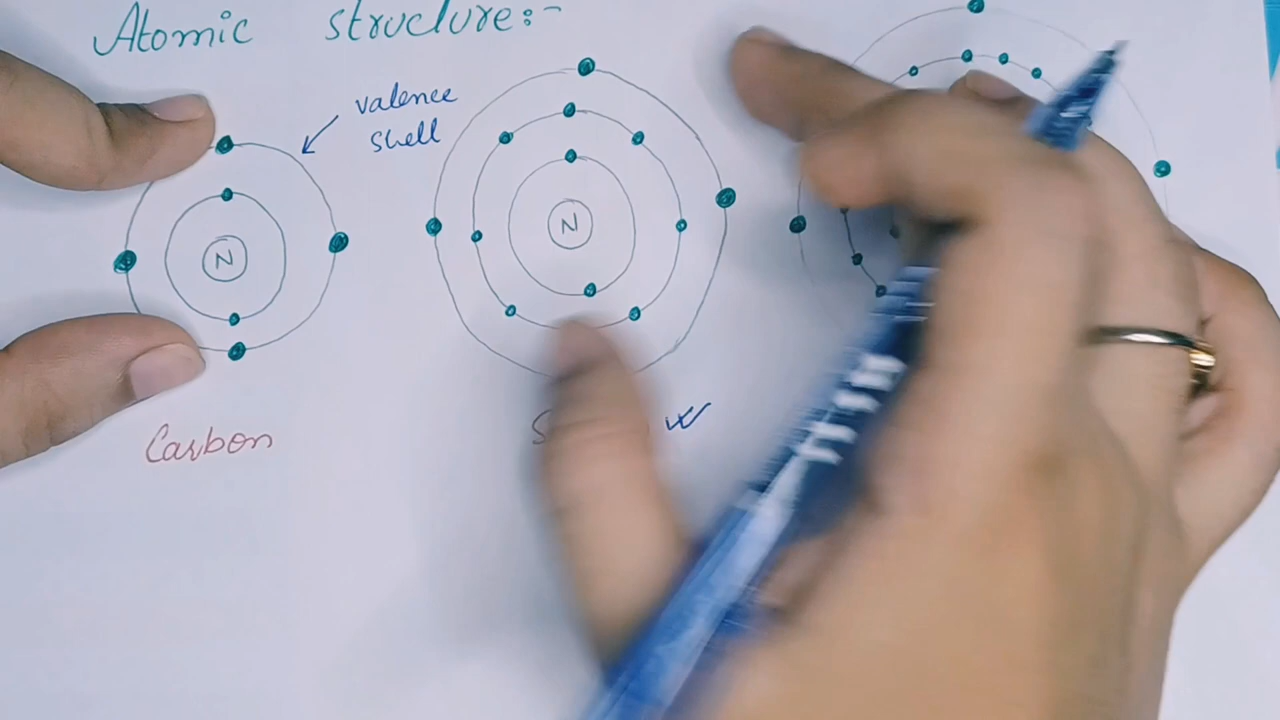 Atomic structure:-
valence
shell
N
N
Carbon